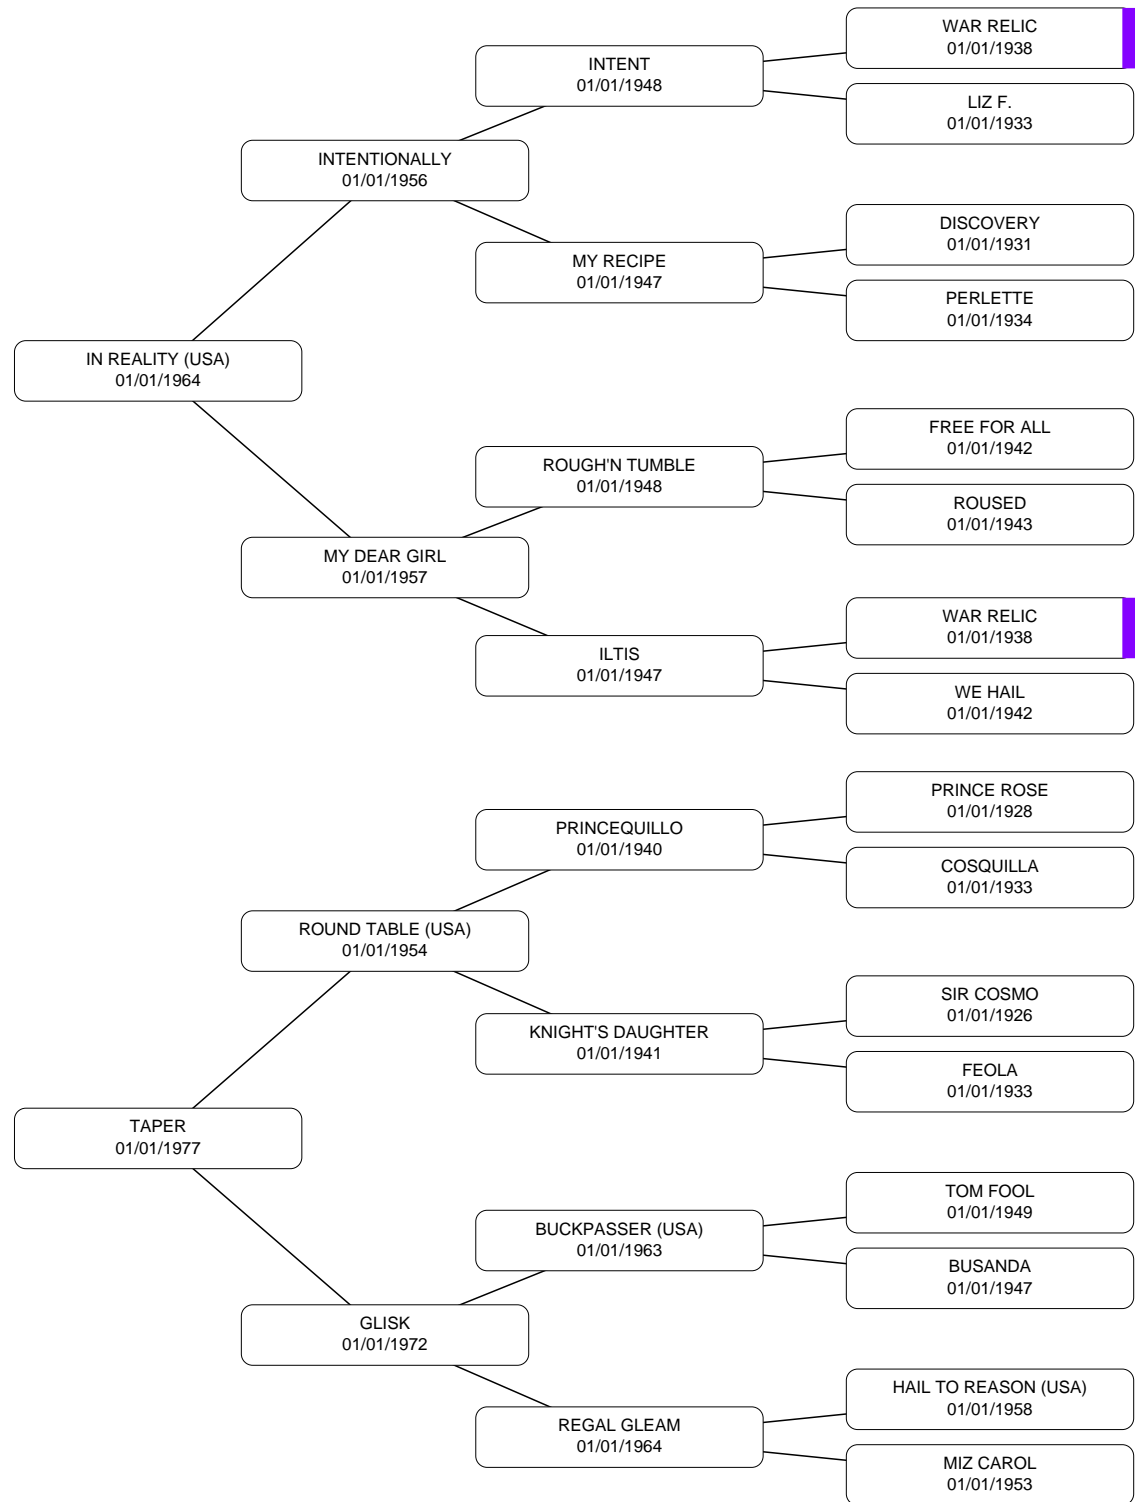 WAR RELIC
01/01/1938
INTENT
01/01/1948
LIZ F.
01/01/1933
INTENTIONALLY
01/01/1956
DISCOVERY
01/01/1931
MY RECIPE
01/01/1947
PERLETTE
01/01/1934
IN REALITY (USA)
01/01/1964
FREE FOR ALL
01/01/1942
ROUGH'N TUMBLE
01/01/1948
ROUSED
01/01/1943
MY DEAR GIRL
01/01/1957
WAR RELIC
01/01/1938
ILTIS
01/01/1947
WE HAIL
01/01/1942
PRINCE ROSE
01/01/1928
PRINCEQUILLO
01/01/1940
COSQUILLA
01/01/1933
ROUND TABLE (USA)
01/01/1954
SIR COSMO
01/01/1926
KNIGHT'S DAUGHTER
01/01/1941
FEOLA
01/01/1933
TAPER
01/01/1977
TOM FOOL
01/01/1949
BUCKPASSER (USA)
01/01/1963
BUSANDA
01/01/1947
GLISK
01/01/1972
HAIL TO REASON (USA)
01/01/1958
REGAL GLEAM
01/01/1964
MIZ CAROL
01/01/1953